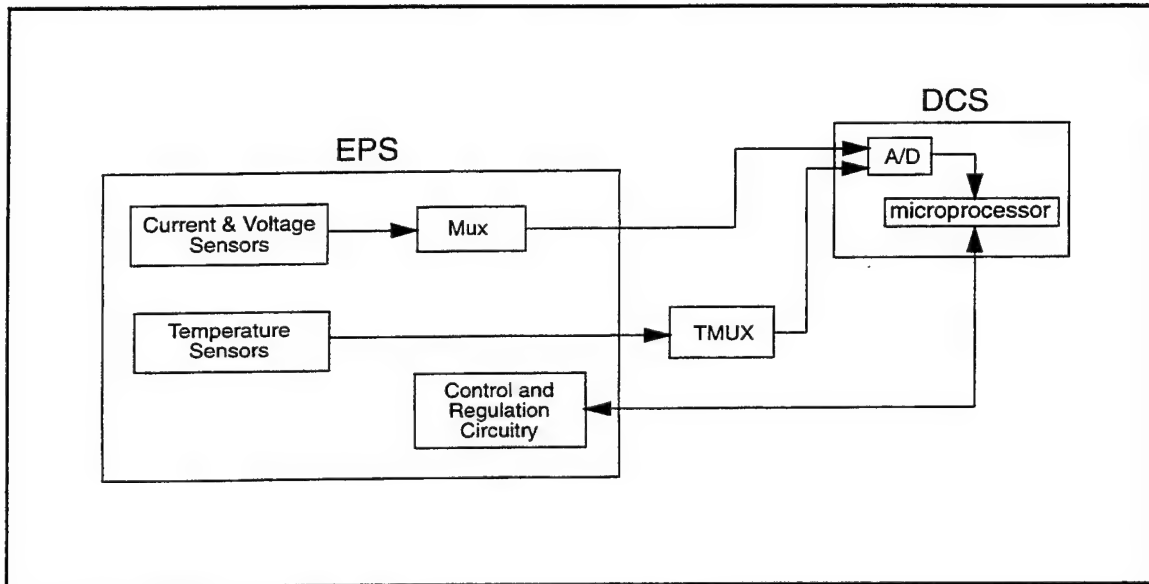 DCS
EPS
A/D
microprocessor
Current & Voltage
Sensors
Mux
Temperature
Sensors
TMUX
Control and
Regulation
Circuitry